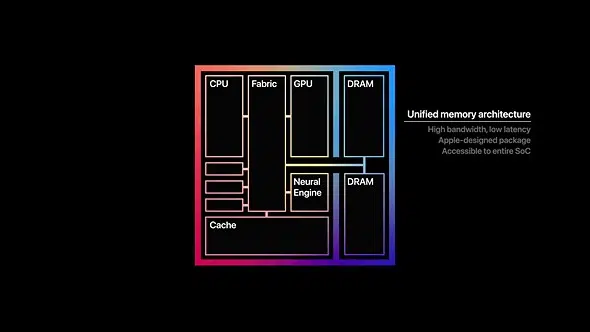 CPU
Fabric
GPU
DRAM
Unified memory architecture
High bandwidth, low latency
Apple-designed package
Accessible to entire SoC
Neural
Engine
DRAM
Cache